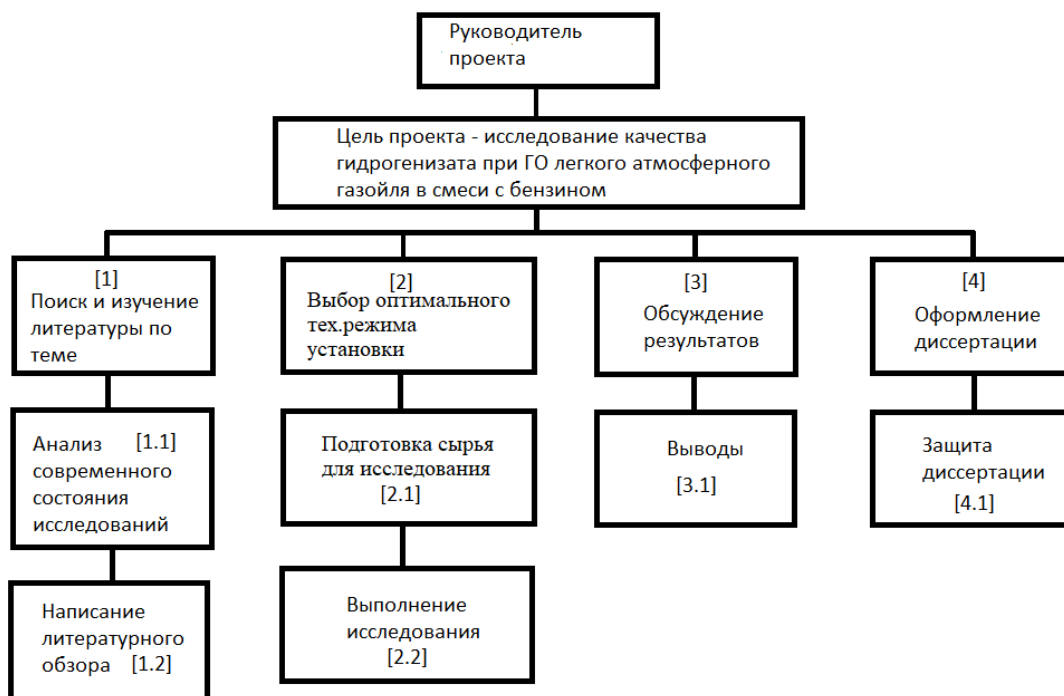 Руководитель
проекта
Цель проекта - исследование качества
гидрогенизата при ГО легкого атмосферного
газойля в смеси с бензином
[1]
Поиск и изучение
литературы по
теме
[2]
Выбор оптимального
тех.режима
установки
[3]
Обсуждение
результатов
[4]
Оформление
диссертации
Анализ [1.1]
современного
состояния
исследований
Подготовка сырья
для исследования
[2.1]
Выводы
[3.1]
Защита
диссертации
[4.1]
Написание
литературного
обзора [1.2]
Выполнение
исследования
[2.2]